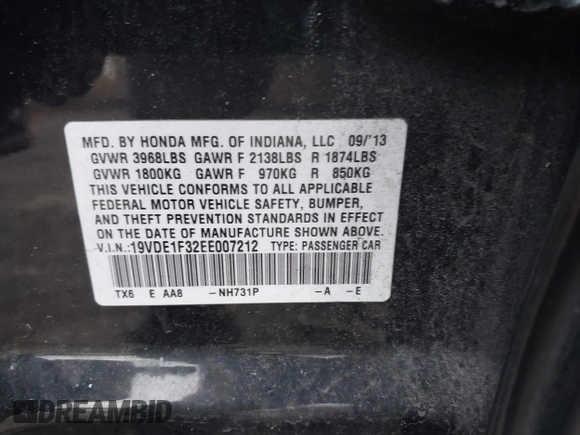 MFD. BY HONDA MFG. OF INDIANA, LLC 09/'13
GVWR 3968LBS GAWR F 2138LBS R 1874LBS
GVWR 1800KG GAWR F 970KG R 850KG
THIS VEHICLE CONFORMS TO ALL APPLICABLE
FEDERAL MOTOR VEHICLE SAFETY, BUMPER,
AND THEFT PREVENTION STANDARDS IN EFFECT
ON THE DATE OF MANUFACTURE SHOWN ABOVE.
V.I.N.:19VDE1F32EE007212 TYPE: PASSENGER CAR
TX6 E AA8 -NH731P -A -E
DREAMBID